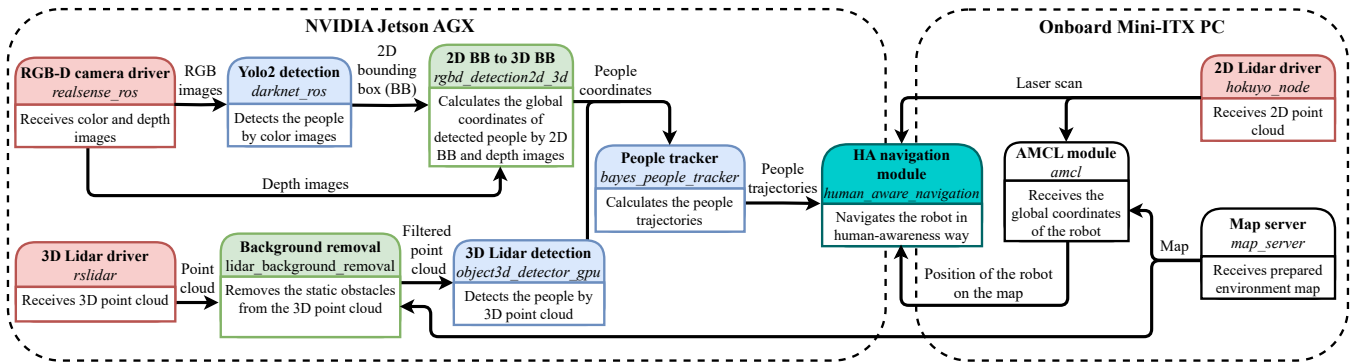 NVIDIA Jetson AGX
Onboard Mini-ITX PC
RGB-D camera driver
realsense_ros
Receives color and depth
images
RGB
images
Yolo2 detection
darknet_ros
Detects the people
by color images
2D
bounding
box (BB)
2D BB to 3D BB
rgbd_detection2d_3d
Calculates the global
coordinates of
detected people by 2D
BB and depth images
People
coordinates
Depth images
People tracker
bayes_people_tracker
Calculates the people
trajectories
People
trajectories
HA navigation
module
human_aware_navigation
Navigates the robot in
human-awareness way
Laser scan
2D Lidar driver
hokuyo_node
Receives 2D point
cloud
AMCL module
amcl
Receives the
global coordinates
of the robot
Map
Map server
map_server
Receives prepared
environment map
Position of the robot
on the map
3D Lidar driver
rslidar
Receives 3D point cloud
Point
cloud
Background removal
lidar_background_removal
Removes the static obstacles
from the 3D point cloud
Filtered
point
cloud
3D Lidar detection
object3d_detector_gpu
Detects the people by
3D point cloud